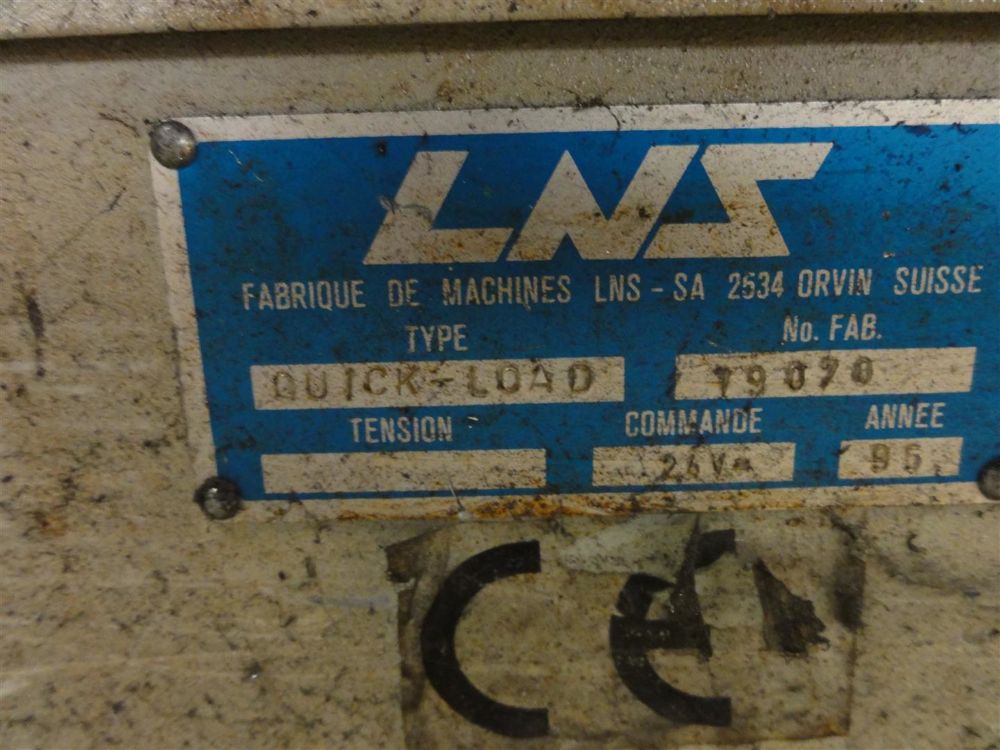 LNS
FABRIQUE DE MACHINES LNS - SA 2534 ORVIN SUISSE
TYPE No. FAB.
QUICK-LOAD 79070
TENSION COMMANDE ANNEE
24V= 95
CE